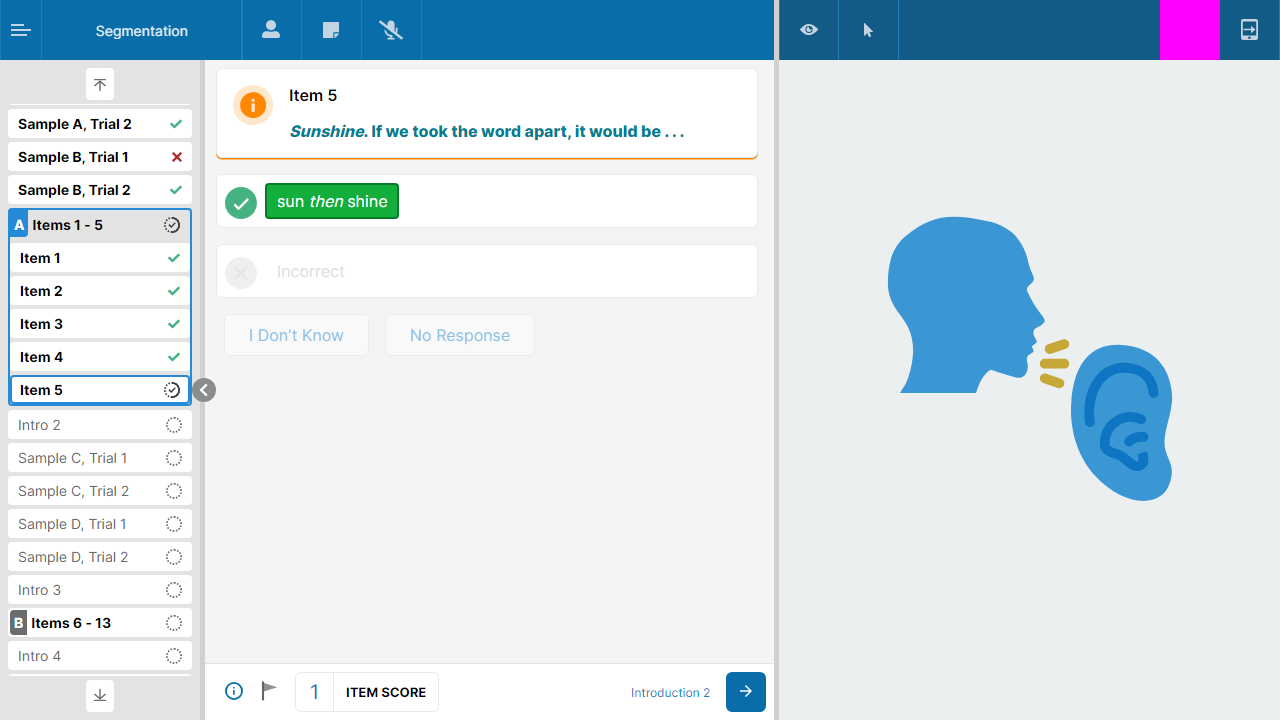 Segmentation
Sample A, Trial 2
Sample B, Trial 1
Sample B, Trial 2
A Items 1 - 5
Item 1
Item 2
Item 3
Item 4
Item 5
Intro 2
Sample C, Trial 1
Sample C, Trial 2
Sample D, Trial 1
Sample D, Trial 2
Intro 3
B Items 6 - 13
Intro 4
Item 5
Sunshine. If we took the word apart, it would be . . .
sun then shine
Incorrect
I Don't Know No Response
1 ITEM SCORE
Introduction 2